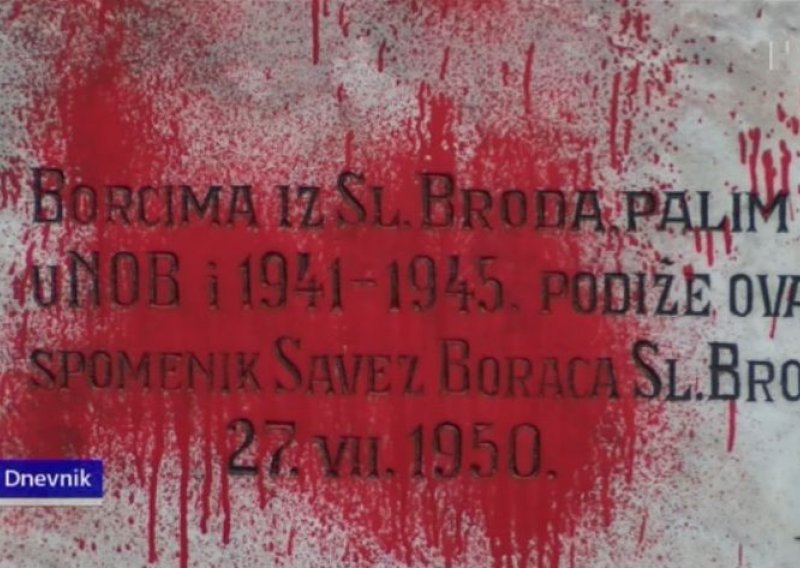 BORCIMA IZ SL. BRODA, PALIM
u NOB i 1941-1945. PODIŽE OVA
SPOMENIK SAVEZ BORACA SL. BRO
27. VII. 1950.
Dnevnik